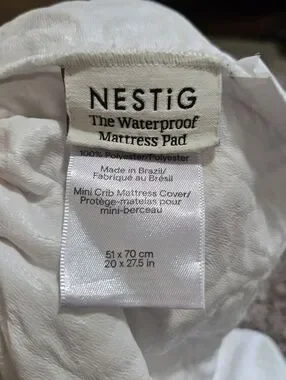 NESTiG
The Waterproof
Mattress Pad
100% Polyester/Polyester
Made in Brazil/
Fabriqué au Brésil
Mini Crib Mattress Cover/
Protège-matelas pour
mini-berceau
51 x 70 cm
20 x 27.5 in